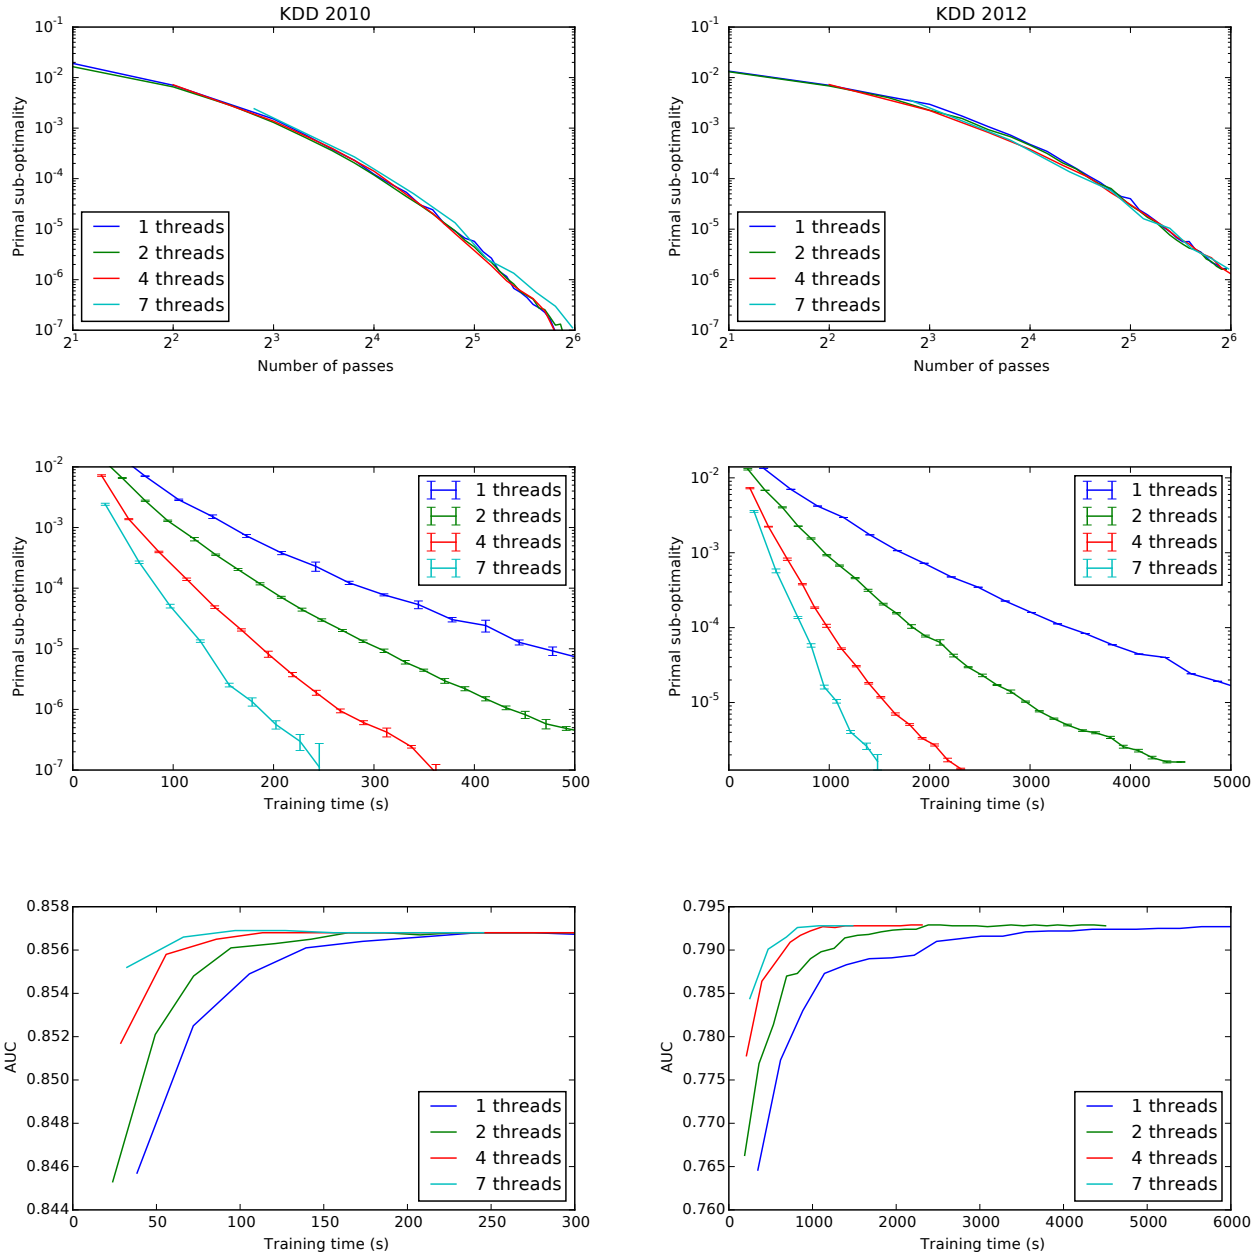 KDD 2010
10^-1
10^-2
10^-3
10^-4
10^-5
10^-6
10^-7
Primal sub-optimality
1 threads
2 threads
4 threads
7 threads
2^1 2^2 2^3 2^4 2^5 2^6
Number of passes
KDD 2012
10^-1
10^-2
10^-3
10^-4
10^-5
10^-6
10^-7
Primal sub-optimality
1 threads
2 threads
4 threads
7 threads
2^1 2^2 2^3 2^4 2^5 2^6
Number of passes
10^-2
10^-3
10^-4
10^-5
10^-6
10^-7
Primal sub-optimality
1 threads
2 threads
4 threads
7 threads
0 100 200 300 400 500
Training time (s)
10^-2
10^-3
10^-4
10^-5
Primal sub-optimality
1 threads
2 threads
4 threads
7 threads
0 1000 2000 3000 4000 5000
Training time (s)
0.858
0.856
0.854
0.852
0.850
0.848
0.846
0.844
AUC
1 threads
2 threads
4 threads
7 threads
0 50 100 150 200 250 300
Training time (s)
0.795
0.790
0.785
0.780
0.775
0.770
0.765
0.760
AUC
1 threads
2 threads
4 threads
7 threads
0 1000 2000 3000 4000 5000 6000
Training time (s)